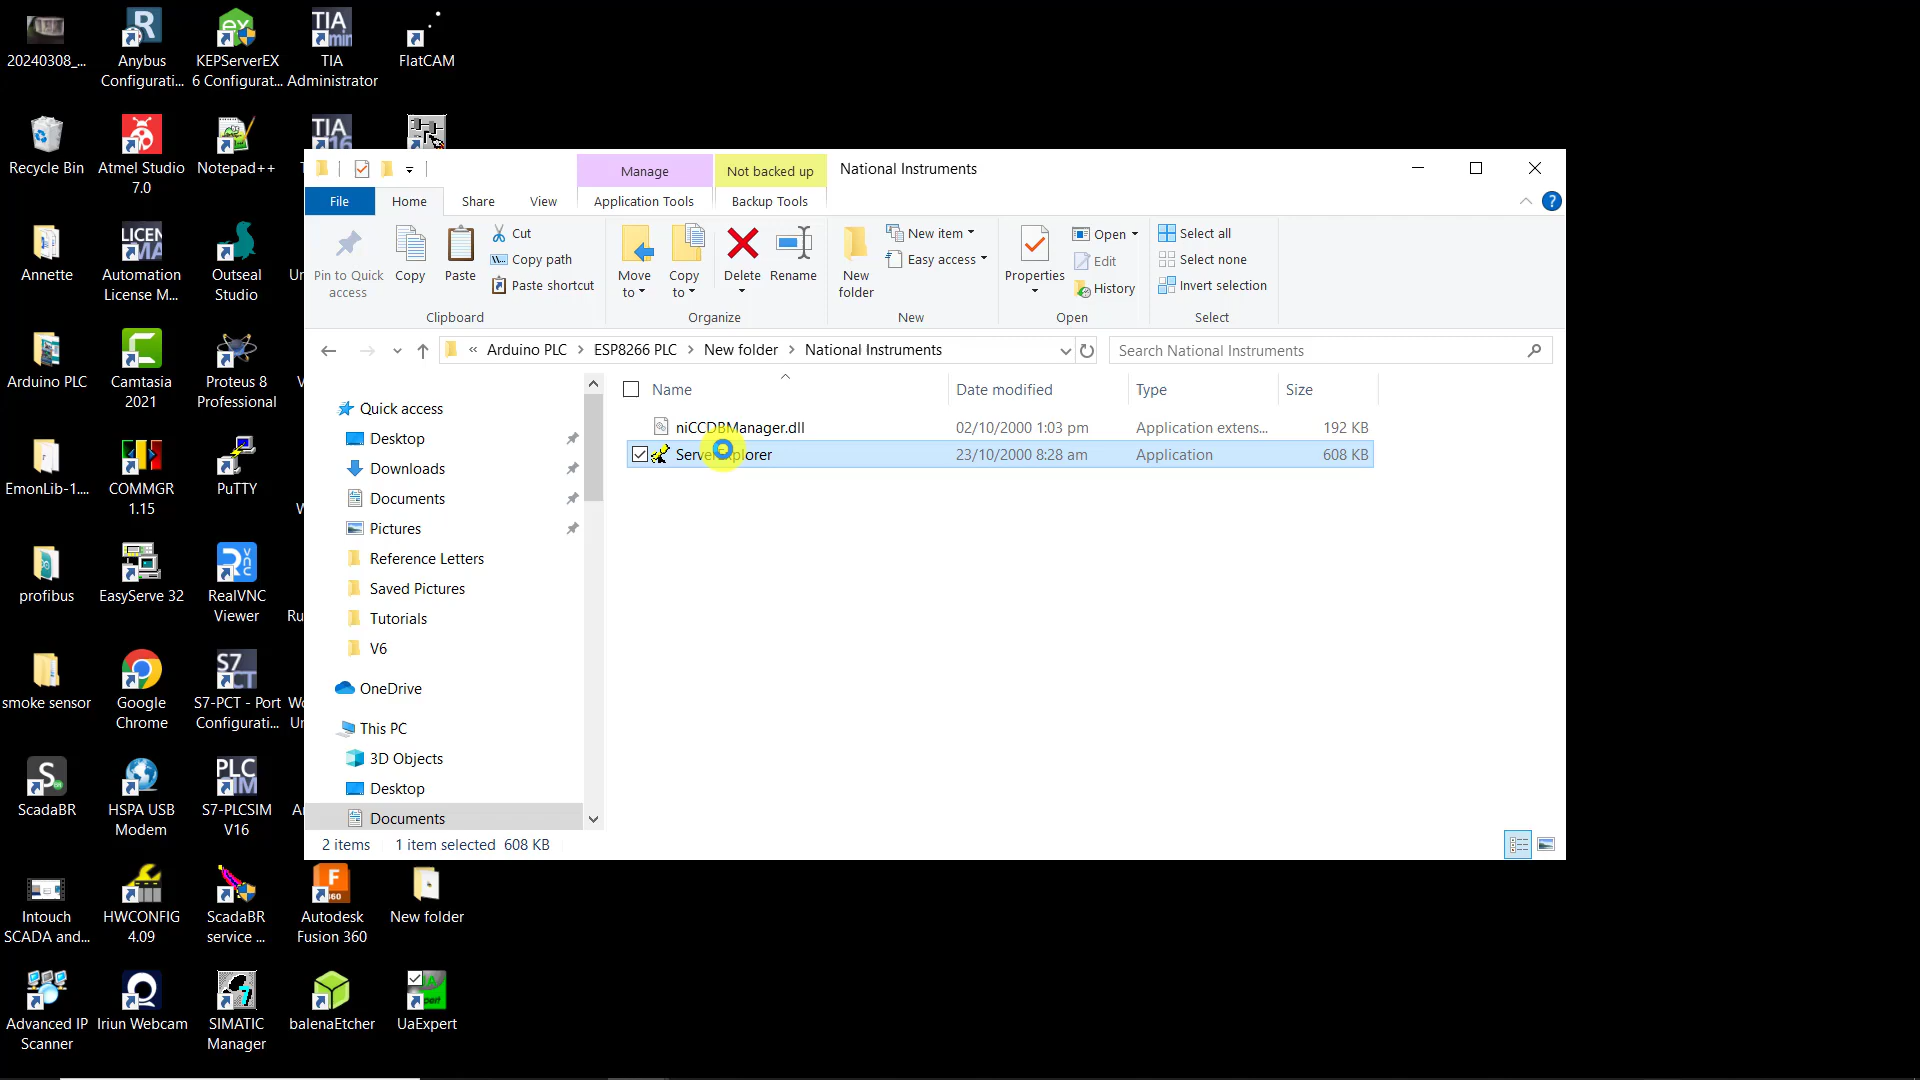 20240308_...
Anybus
Configurati...
KEPServerEX
6 Configurat...
TIA
Administrator
FlatCAM
Recycle Bin
Atmel Studio
7.0
Notepad++
TIA
Annette
LICEN
Automation
License M...
Outseal
Studio
Arduino PLC
Camtasia
2021
Proteus 8
Professional
EmonLib-1....
COMMGR
1.15
PuTTY
profibus
EasyServe 32
RealVNC
Viewer
smoke sensor
Google
Chrome
S7-PCT - Port
Configurati...
ScadaBR
HSPA USB
Modem
S7-PLCSIM
V16
Intouch
SCADA and...
HWCONFIG
4.09
ScadaBR
service ...
Autodesk
Fusion 360
New folder
Advanced IP
Scanner
Iriun Webcam
SIMATIC
Manager
balenaEtcher
UaExpert
Manage
Not backed up
National Instruments
File
Home
Share
View
Application Tools
Backup Tools
Pin to Quick
access
Copy
Paste
Cut
Copy path
Paste shortcut
Clipboard
Move
to
Copy
to
Delete
Rename
Organize
New
folder
New item
Easy access
New
Properties
Open
Edit
History
Open
Select all
Select none
Invert selection
Select
« Arduino PLC > ESP8266 PLC > New folder > National Instruments
Search National Instruments
Quick access
Desktop
Downloads
Documents
Pictures
Reference Letters
Saved Pictures
Tutorials
V6
OneDrive
This PC
3D Objects
Desktop
Documents
Name Date modified Type Size
niCCDBManager.dll 02/10/2000 1:03 pm Application extens... 192 KB
ServerExplorer 23/10/2000 8:28 am Application 608 KB
2 items 1 item selected 608 KB